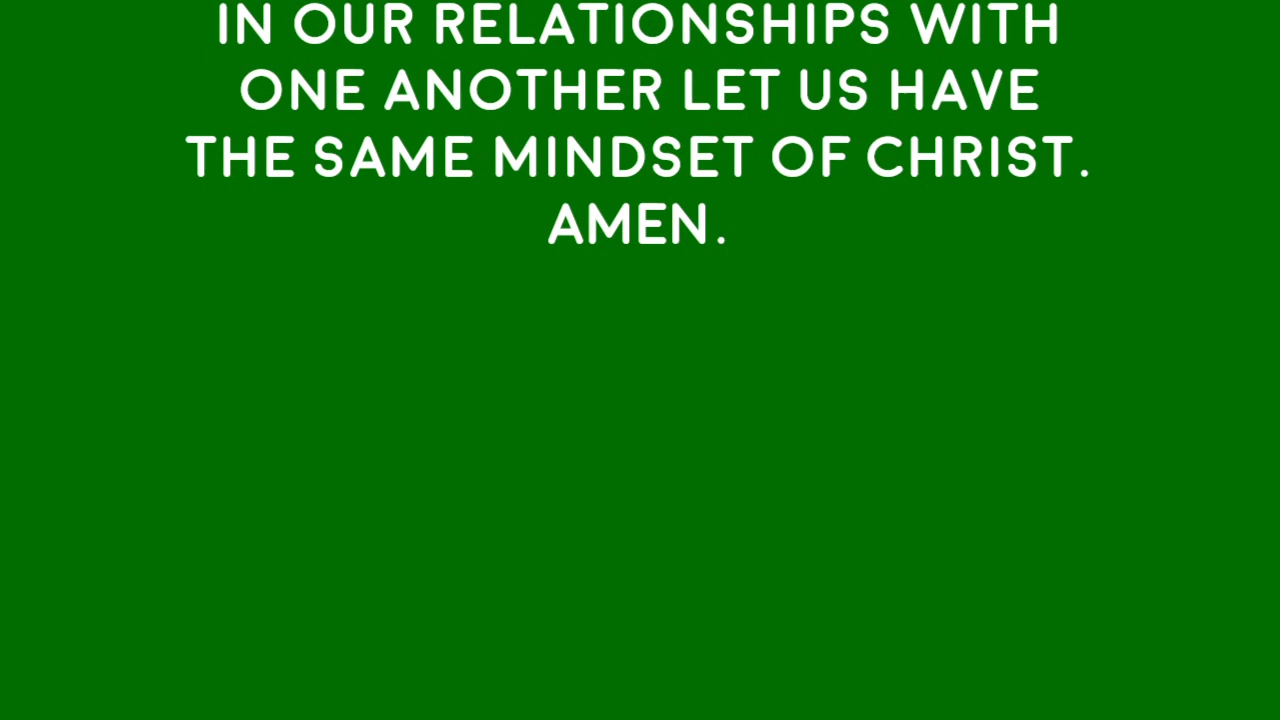 IN OUR RELATIONSHIPS WITH
ONE ANOTHER LET US HAVE
THE SAME MINDSET OF CHRIST.
AMEN.